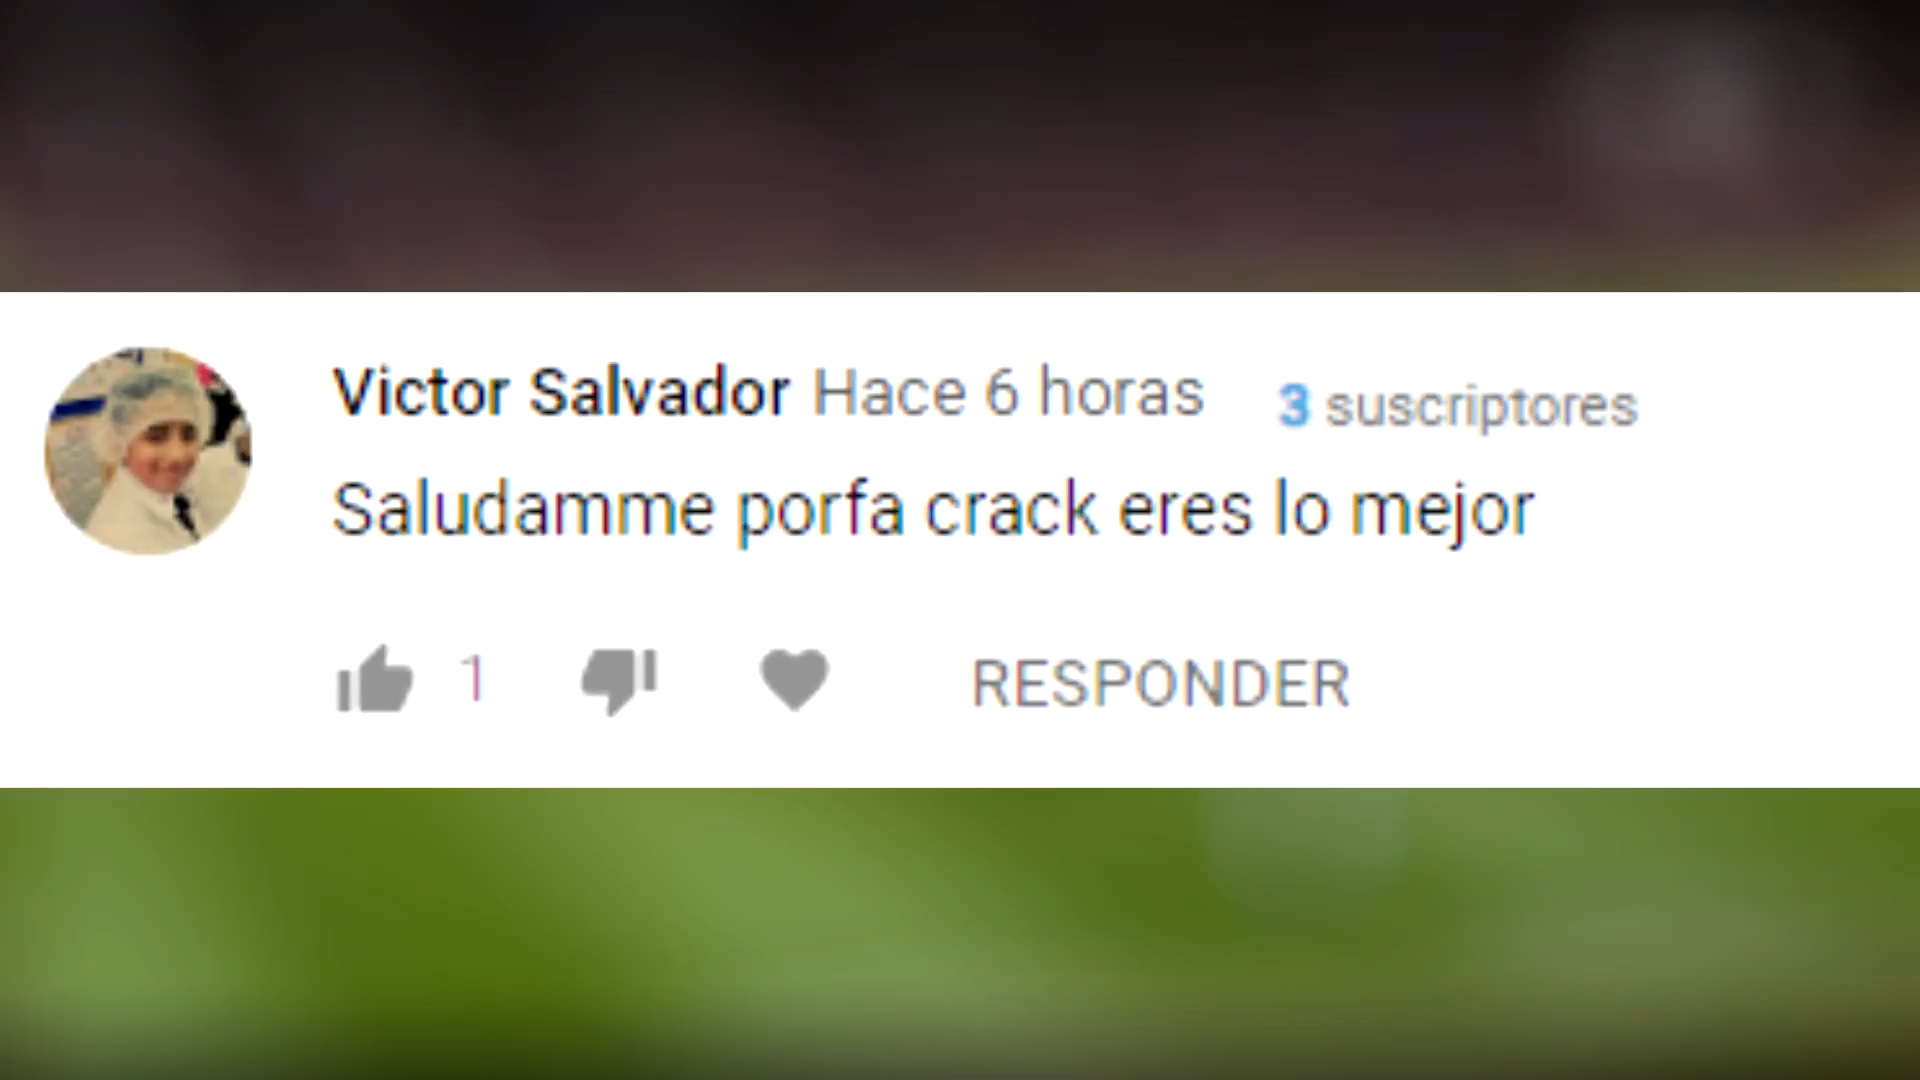 Victor Salvador Hace 6 horas 3 suscriptores
Saludamme porfa crack eres lo mejor
1 RESPONDER